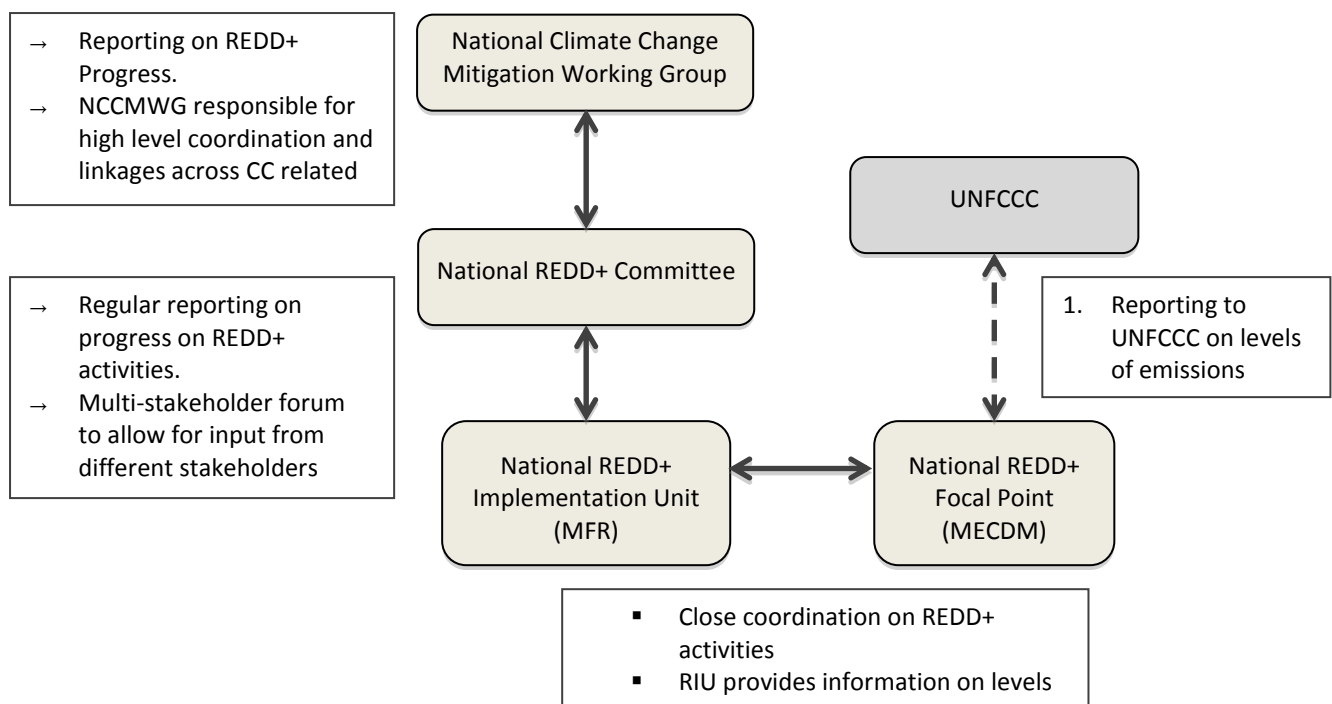 → Reporting on REDD+
Progress.
→ NCCMWG responsible for
high level coordination and
linkages across CC related
National Climate Change
Mitigation Working Group
UNFCCC
National REDD+ Committee
→ Regular reporting on
progress on REDD+
activities.
→ Multi-stakeholder forum
to allow for input from
different stakeholders
1. Reporting to
UNFCCC on levels
of emissions
National REDD+
Implementation Unit
(MFR)
National REDD+
Focal Point
(MECDM)
▪ Close coordination on REDD+
activities
▪ RIU provides information on levels